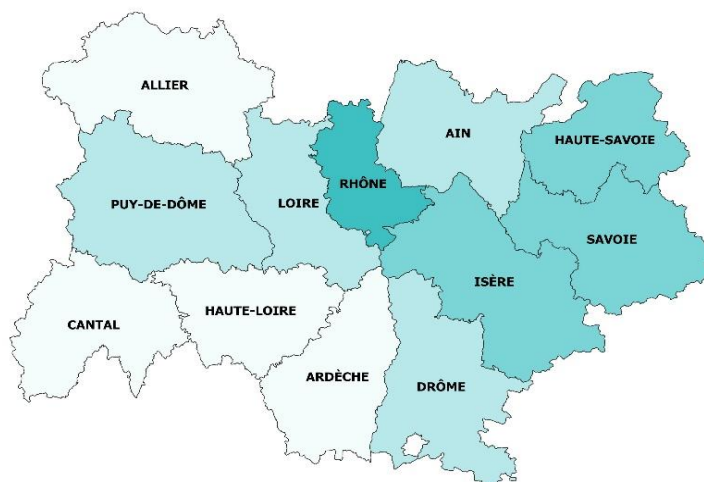 ALLIER
AIN
HAUTE-SAVOIE
RHÔNE
PUY-DE-DÔME
LOIRE
SAVOIE
ISÈRE
HAUTE-LOIRE
CANTAL
ARDÈCHE
DRÔME